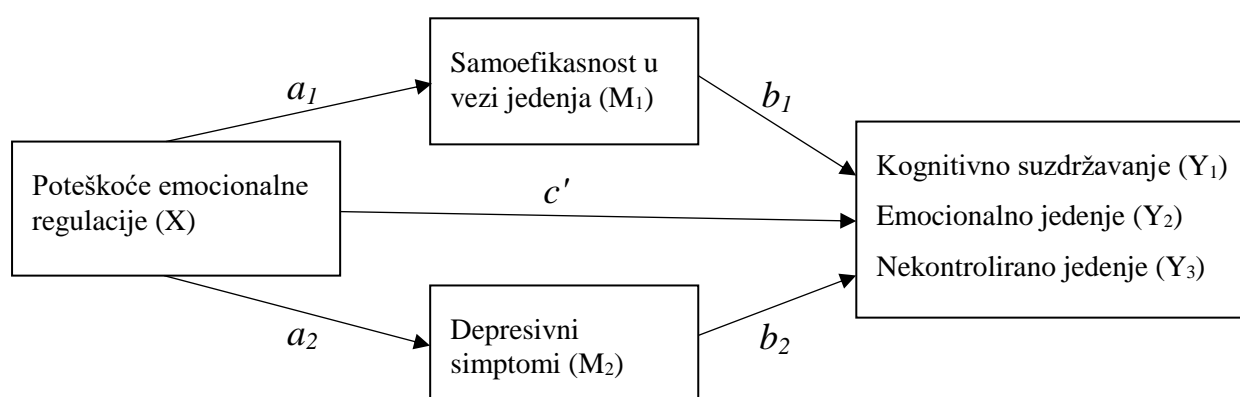 Samoefikasnost u
vezi jedenja (M₁)
a₁
b₁
Poteškoće emocionalne
regulacije (X)
c'
Kognitivno suzdržavanje (Y₁)
Emocionalno jedenje (Y₂)
Nekontrolirano jedenje (Y₃)
a₂
Depresivni
simptomi (M₂)
b₂